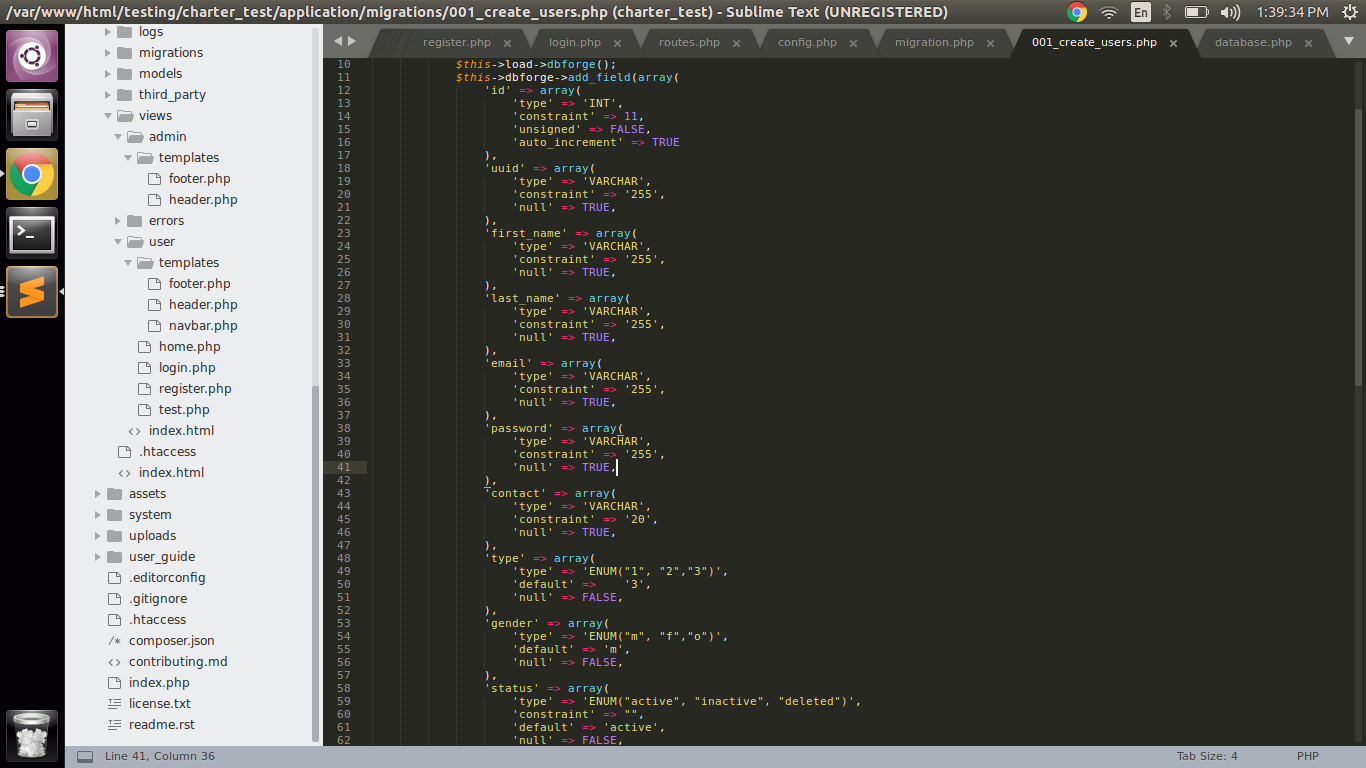 /var/www/html/testing/charter_test/application/migrations/001_create_users.php (charter_test) - Sublime Text (UNREGISTERED)
En
1:39:34 PM
logs
migrations
models
third_party
views
admin
templates
footer.php
header.php
errors
user
templates
footer.php
header.php
navbar.php
home.php
login.php
register.php
test.php
index.html
.htaccess
index.html
assets
system
uploads
user_guide
.editorconfig
.gitignore
.htaccess
composer.json
contributing.md
index.php
license.txt
readme.rst
register.php × login.php × routes.php × config.php × migration.php × 001_create_users.php × database.php ×
10 $this->load->dbforge();
11 $this->dbforge->add_field(array(
12 'id' => array(
13 'type' => 'INT',
14 'constraint' => 11,
15 'unsigned' => FALSE,
16 'auto_increment' => TRUE
17 ),
18 'uuid' => array(
19 'type' => 'VARCHAR',
20 'constraint' => '255',
21 'null' => TRUE,
22 ),
23 'first_name' => array(
24 'type' => 'VARCHAR',
25 'constraint' => '255',
26 'null' => TRUE,
27 ),
28 'last_name' => array(
29 'type' => 'VARCHAR',
30 'constraint' => '255',
31 'null' => TRUE,
32 ),
33 'email' => array(
34 'type' => 'VARCHAR',
35 'constraint' => '255',
36 'null' => TRUE,
37 ),
38 'password' => array(
39 'type' => 'VARCHAR',
40 'constraint' => '255',
41 'null' => TRUE,
42 ),
43 'contact' => array(
44 'type' => 'VARCHAR',
45 'constraint' => '20',
46 'null' => TRUE,
47 ),
48 'type' => array(
49 'type' => 'ENUM("1", "2","3")',
50 'default' =>    '3',
51 'null' => FALSE,
52 ),
53 'gender' => array(
54 'type' => 'ENUM("m", "f","o")',
55 'default' => 'm',
56 'null' => FALSE,
57 ),
58 'status' => array(
59 'type' => 'ENUM("active", "inactive", "deleted")',
60 'constraint' => "",
61 'default' => 'active',
62 'null' => FALSE,
Line 41, Column 36
Tab Size: 4
PHP